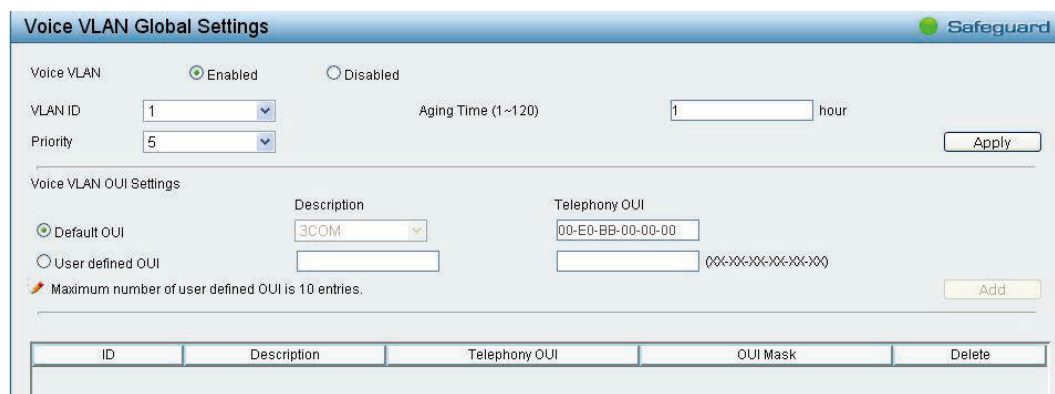 Voice VLAN Global Settings Safeguard
Voice VLAN Enabled Disabled
VLAN ID 1 Aging Time (1~120) 1 hour
Priority 5 Apply
Voice VLAN OUI Settings
Description Telephony OUI
Default OUI 3COM 00-E0-BB-00-00-00
User defined OUI (XX-XX-XX-XX-XX-XX)
Maximum number of user defined OUI is 10 entries. Add
ID Description Telephony OUI OUI Mask Delete